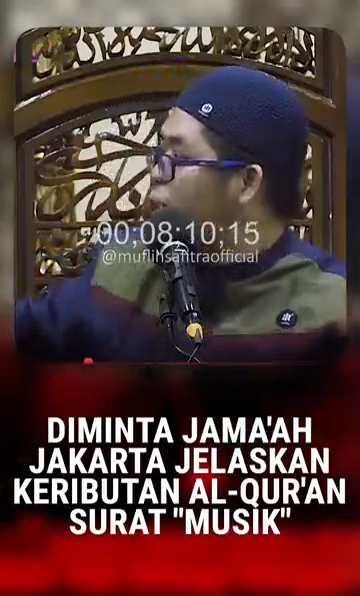 00;08;10;15
@muflihsafitraofficial
DIMINTA JAMA'AH
JAKARTA JELASKAN
KERIBUTAN AL-QUR'AN
SURAT "MUSIK"